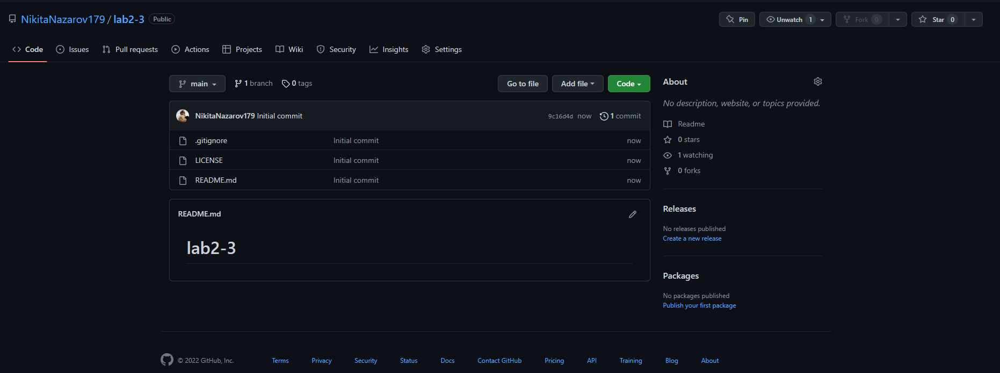 NikitaNazarov179 / lab2-3 Public
Pin Unwatch 1 Fork 0 Star 0
Code Issues Pull requests Actions Projects Wiki Security Insights Settings
main 1 branch 0 tags Go to file Add file Code
NikitaNazarov179 Initial commit 9c16d4d now 1 commit
.gitignore Initial commit now
LICENSE Initial commit now
README.md Initial commit now
README.md
lab2-3
About
No description, website, or topics provided.
Readme
0 stars
1 watching
0 forks
Releases
No releases published
Create a new release
Packages
No packages published
Publish your first package
© 2022 GitHub, Inc. Terms Privacy Security Status Docs Contact GitHub Pricing API Training Blog About